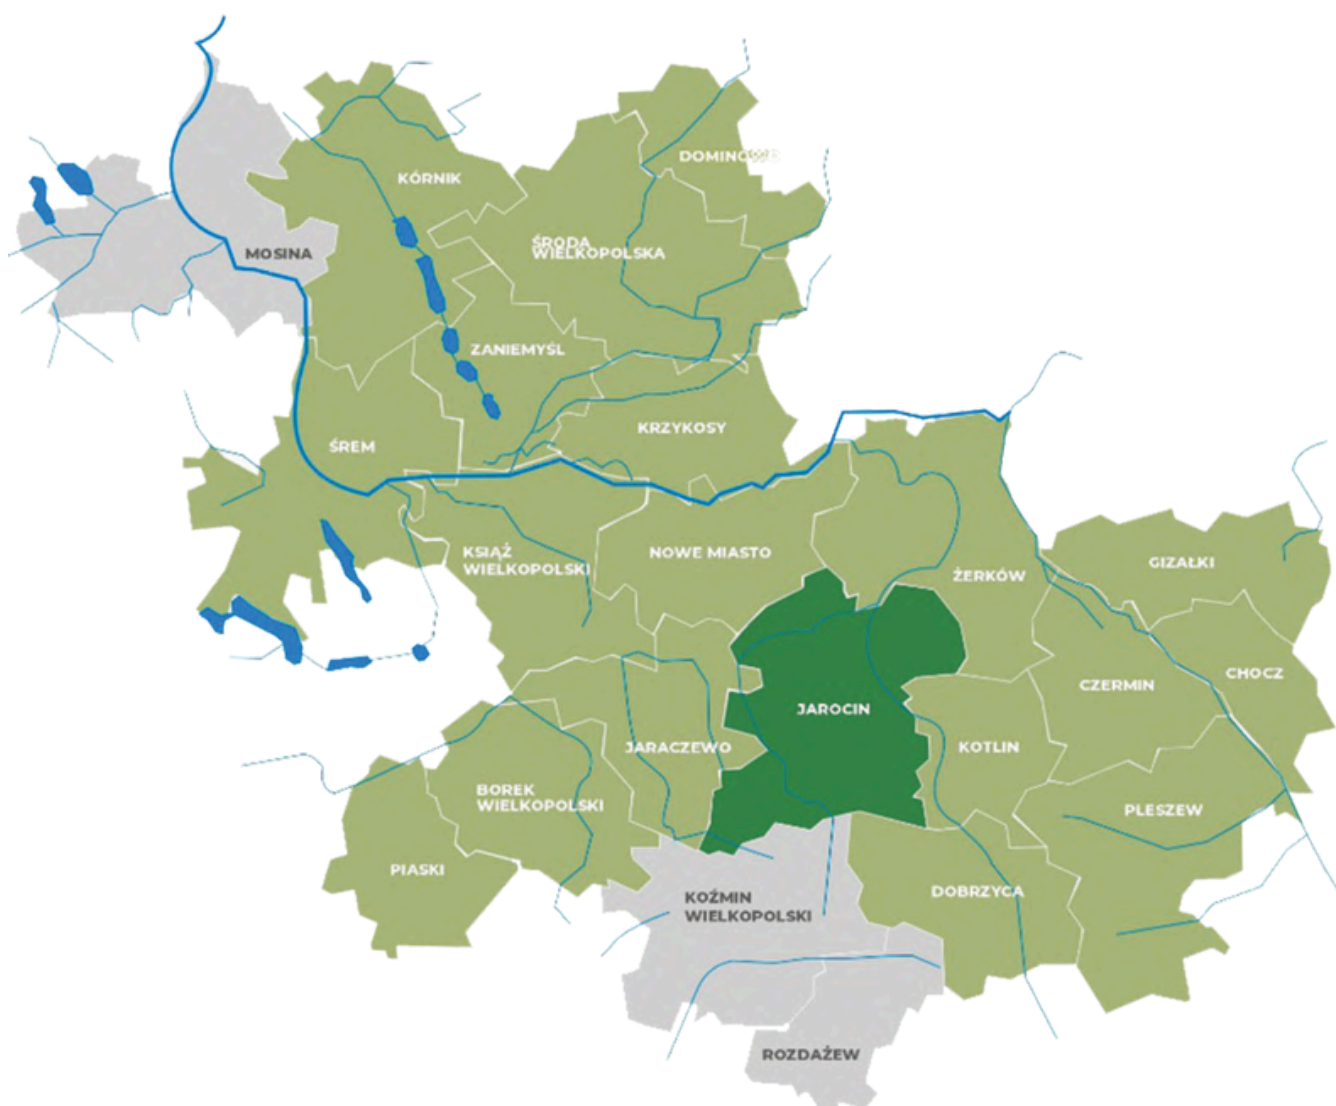 DOMINOWO
KÓRNIK
ŚRODA
WIELKOPOLSKA
MOSINA
ZANIEMYŚL
KRZYKOSY
ŚREM
KSIĄŻ
WIELKOPOLSKI
NOWE MIASTO
ŻERKÓW
GIZAŁKI
CHOCZ
CZERMIN
JAROCIN
JARACZEWO
KOTLIN
BOREK
WIELKOPOLSKI
PLESZEW
PIASKI
DOBRZYCA
KOŹMIN
WIELKOPOLSKI
ROZDAŻEW